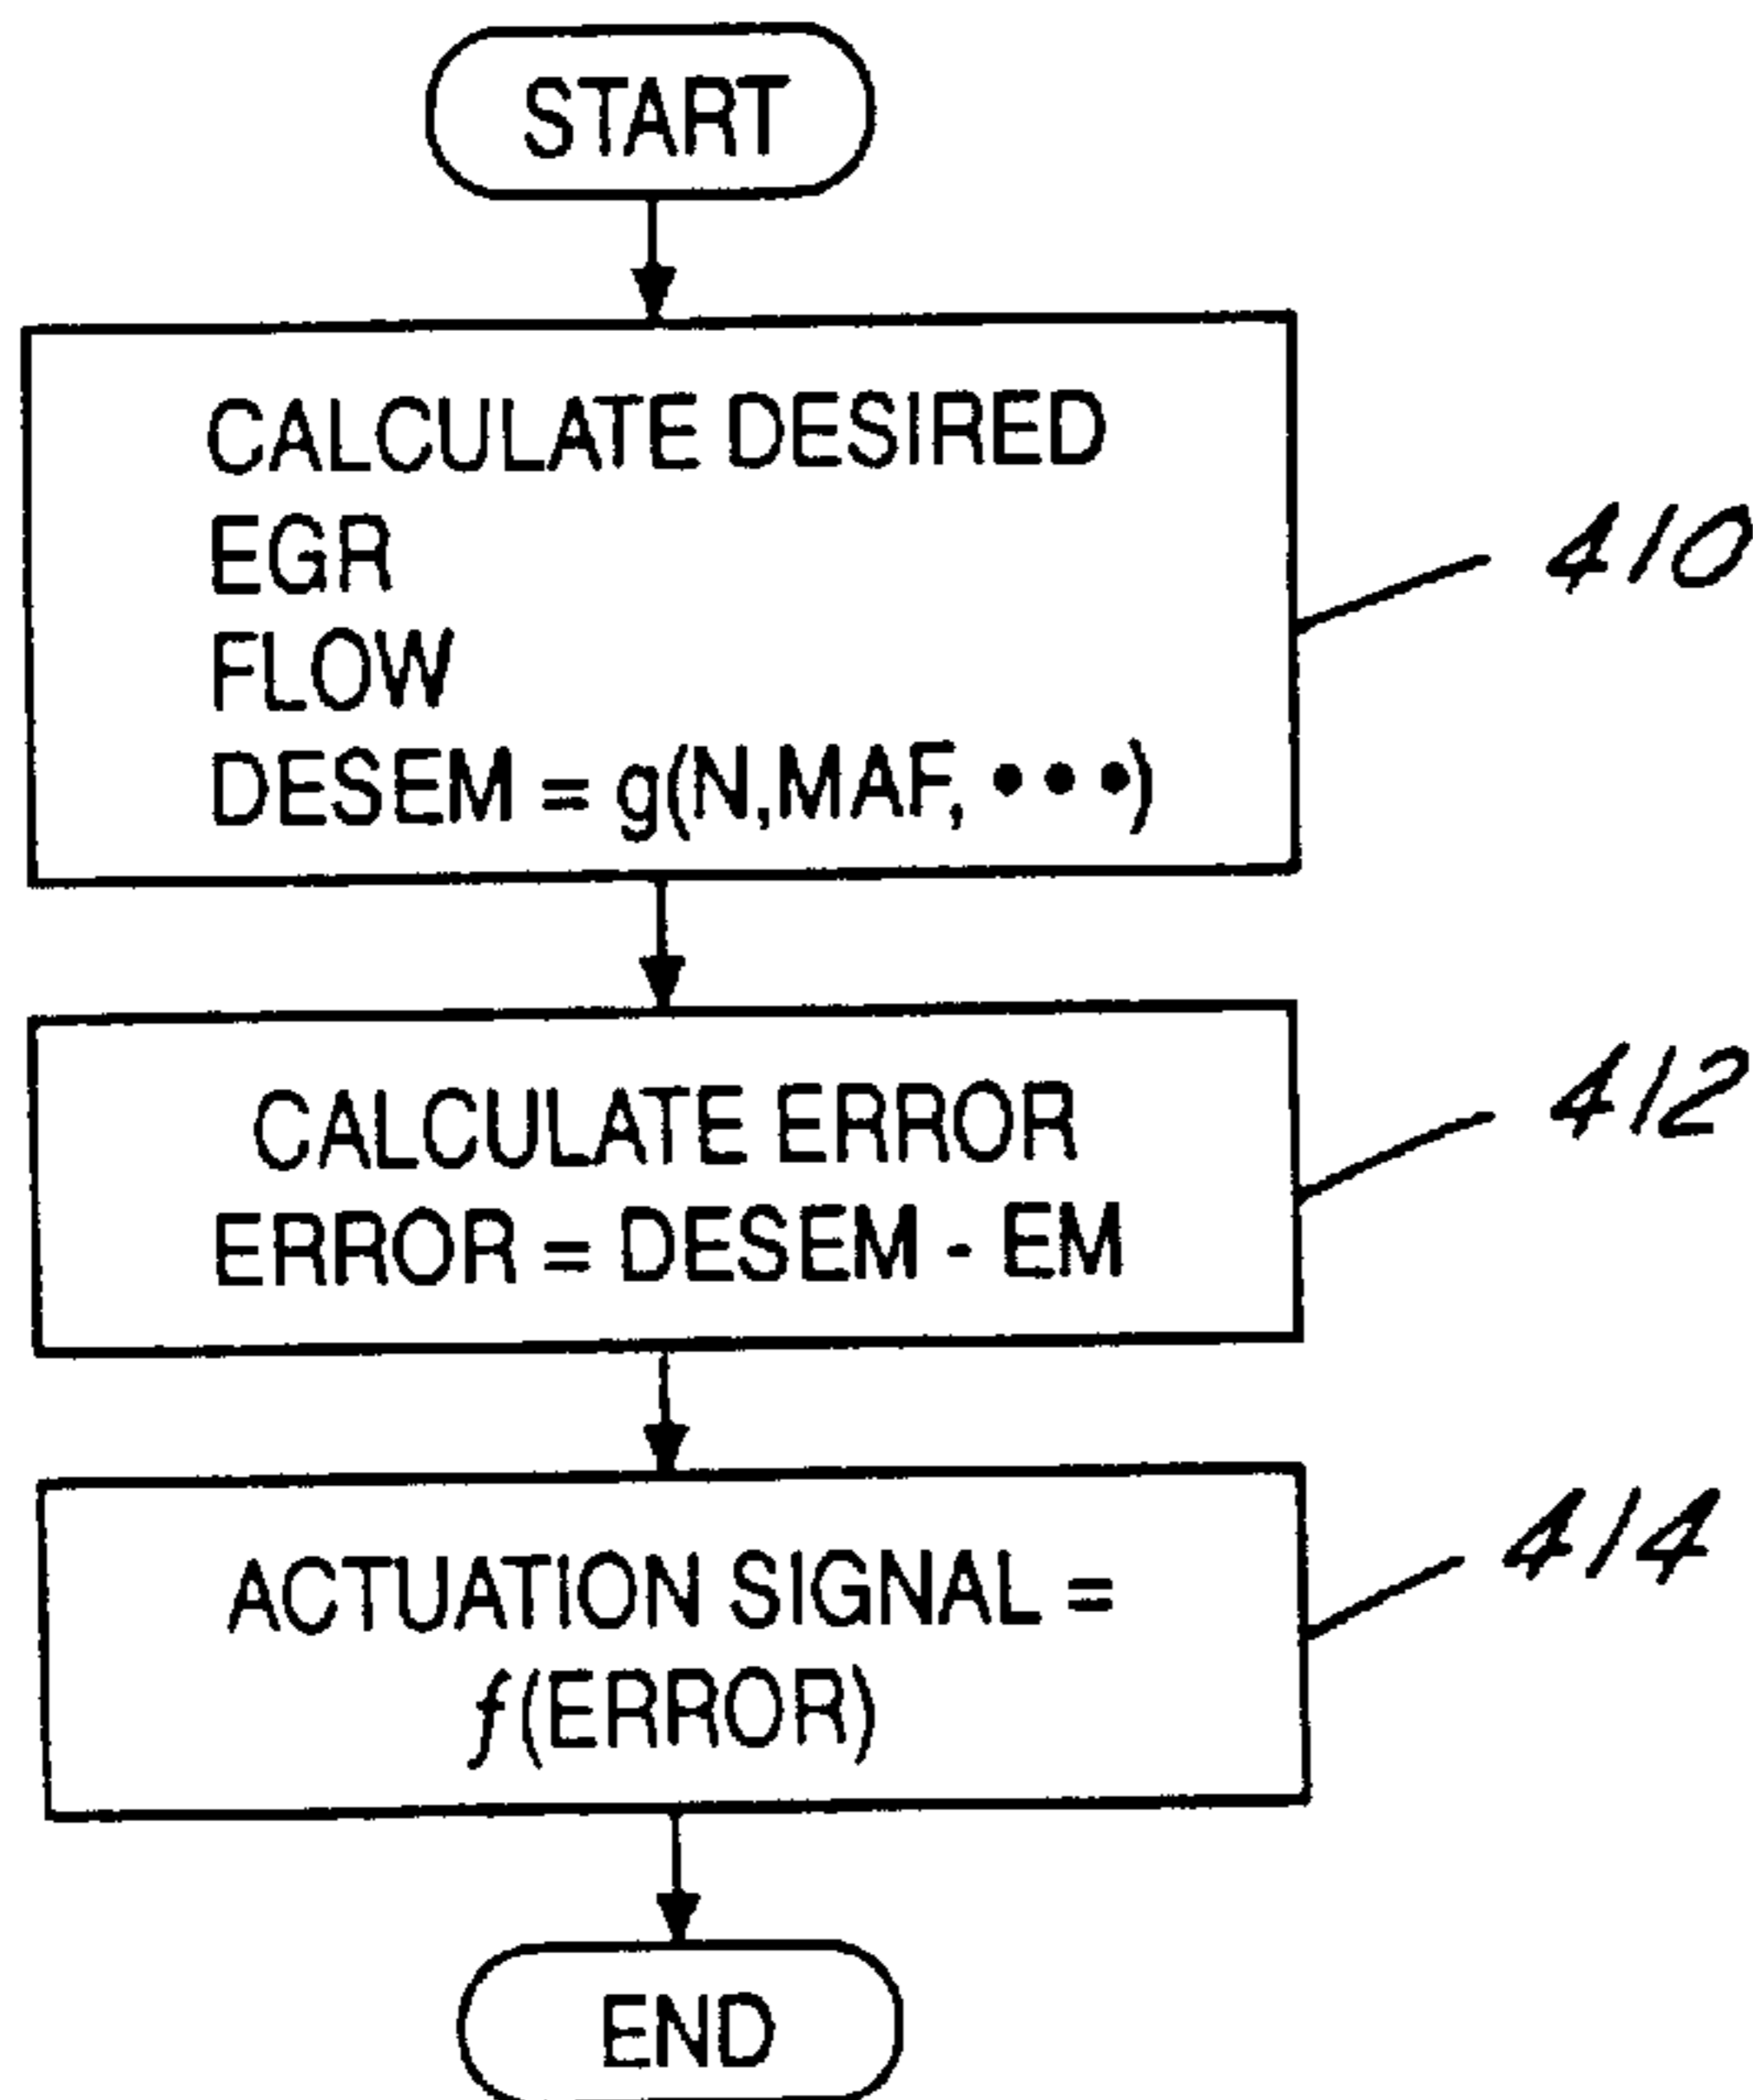 START
CALCULATE DESIRED
EGR
FLOW
DESEM = g(N,MAF, •••)
410
CALCULATE ERROR
ERROR = DESEM - EM
412
ACTUATION SIGNAL =
f(ERROR)
414
END